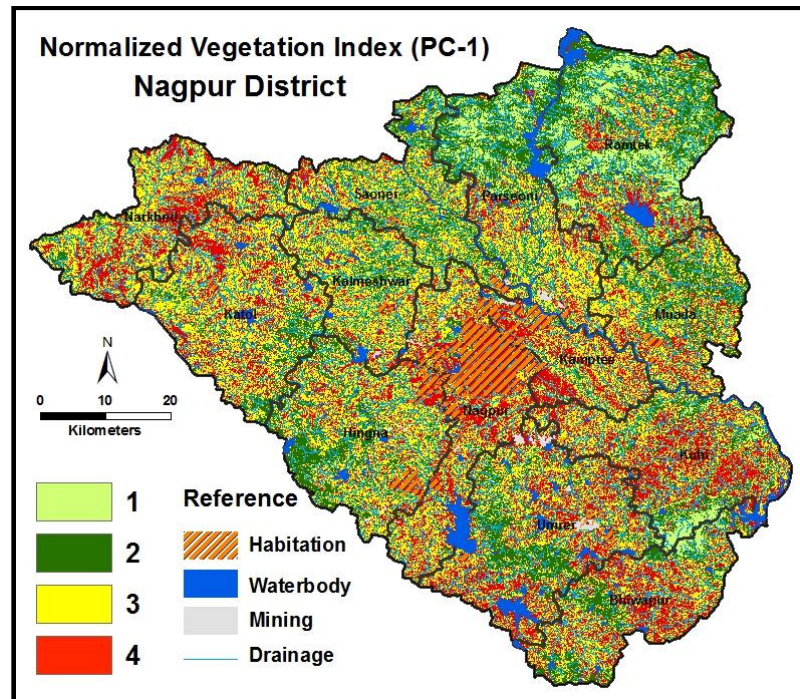 Normalized Vegetation Index (PC-1)
Nagpur District
Ramtek
Saoner
Parseoni
Narkhed
Kalmeshwar
Katol
Mauda
Kamptee
N
0 10 20
Kilometers
Nagpur
Hingna
Kuhi
Umrer
Bhiwapur
1
2
3
4
Reference
Habitation
Waterbody
Mining
Drainage